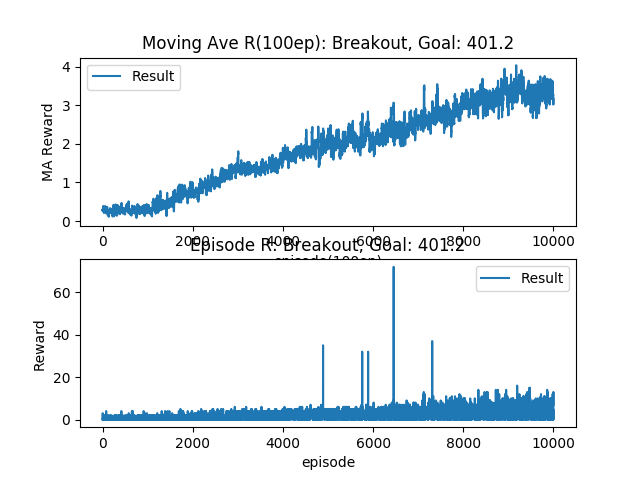 Moving Ave R(100ep): Breakout, Goal: 401.2
Result
4
3
2
1
0
MA Reward
0 2000 4000 6000 8000 10000
episode(100ep)
Episode R: Breakout, Goal: 401.2
Result
60
40
20
0
Reward
0 2000 4000 6000 8000 10000
episode